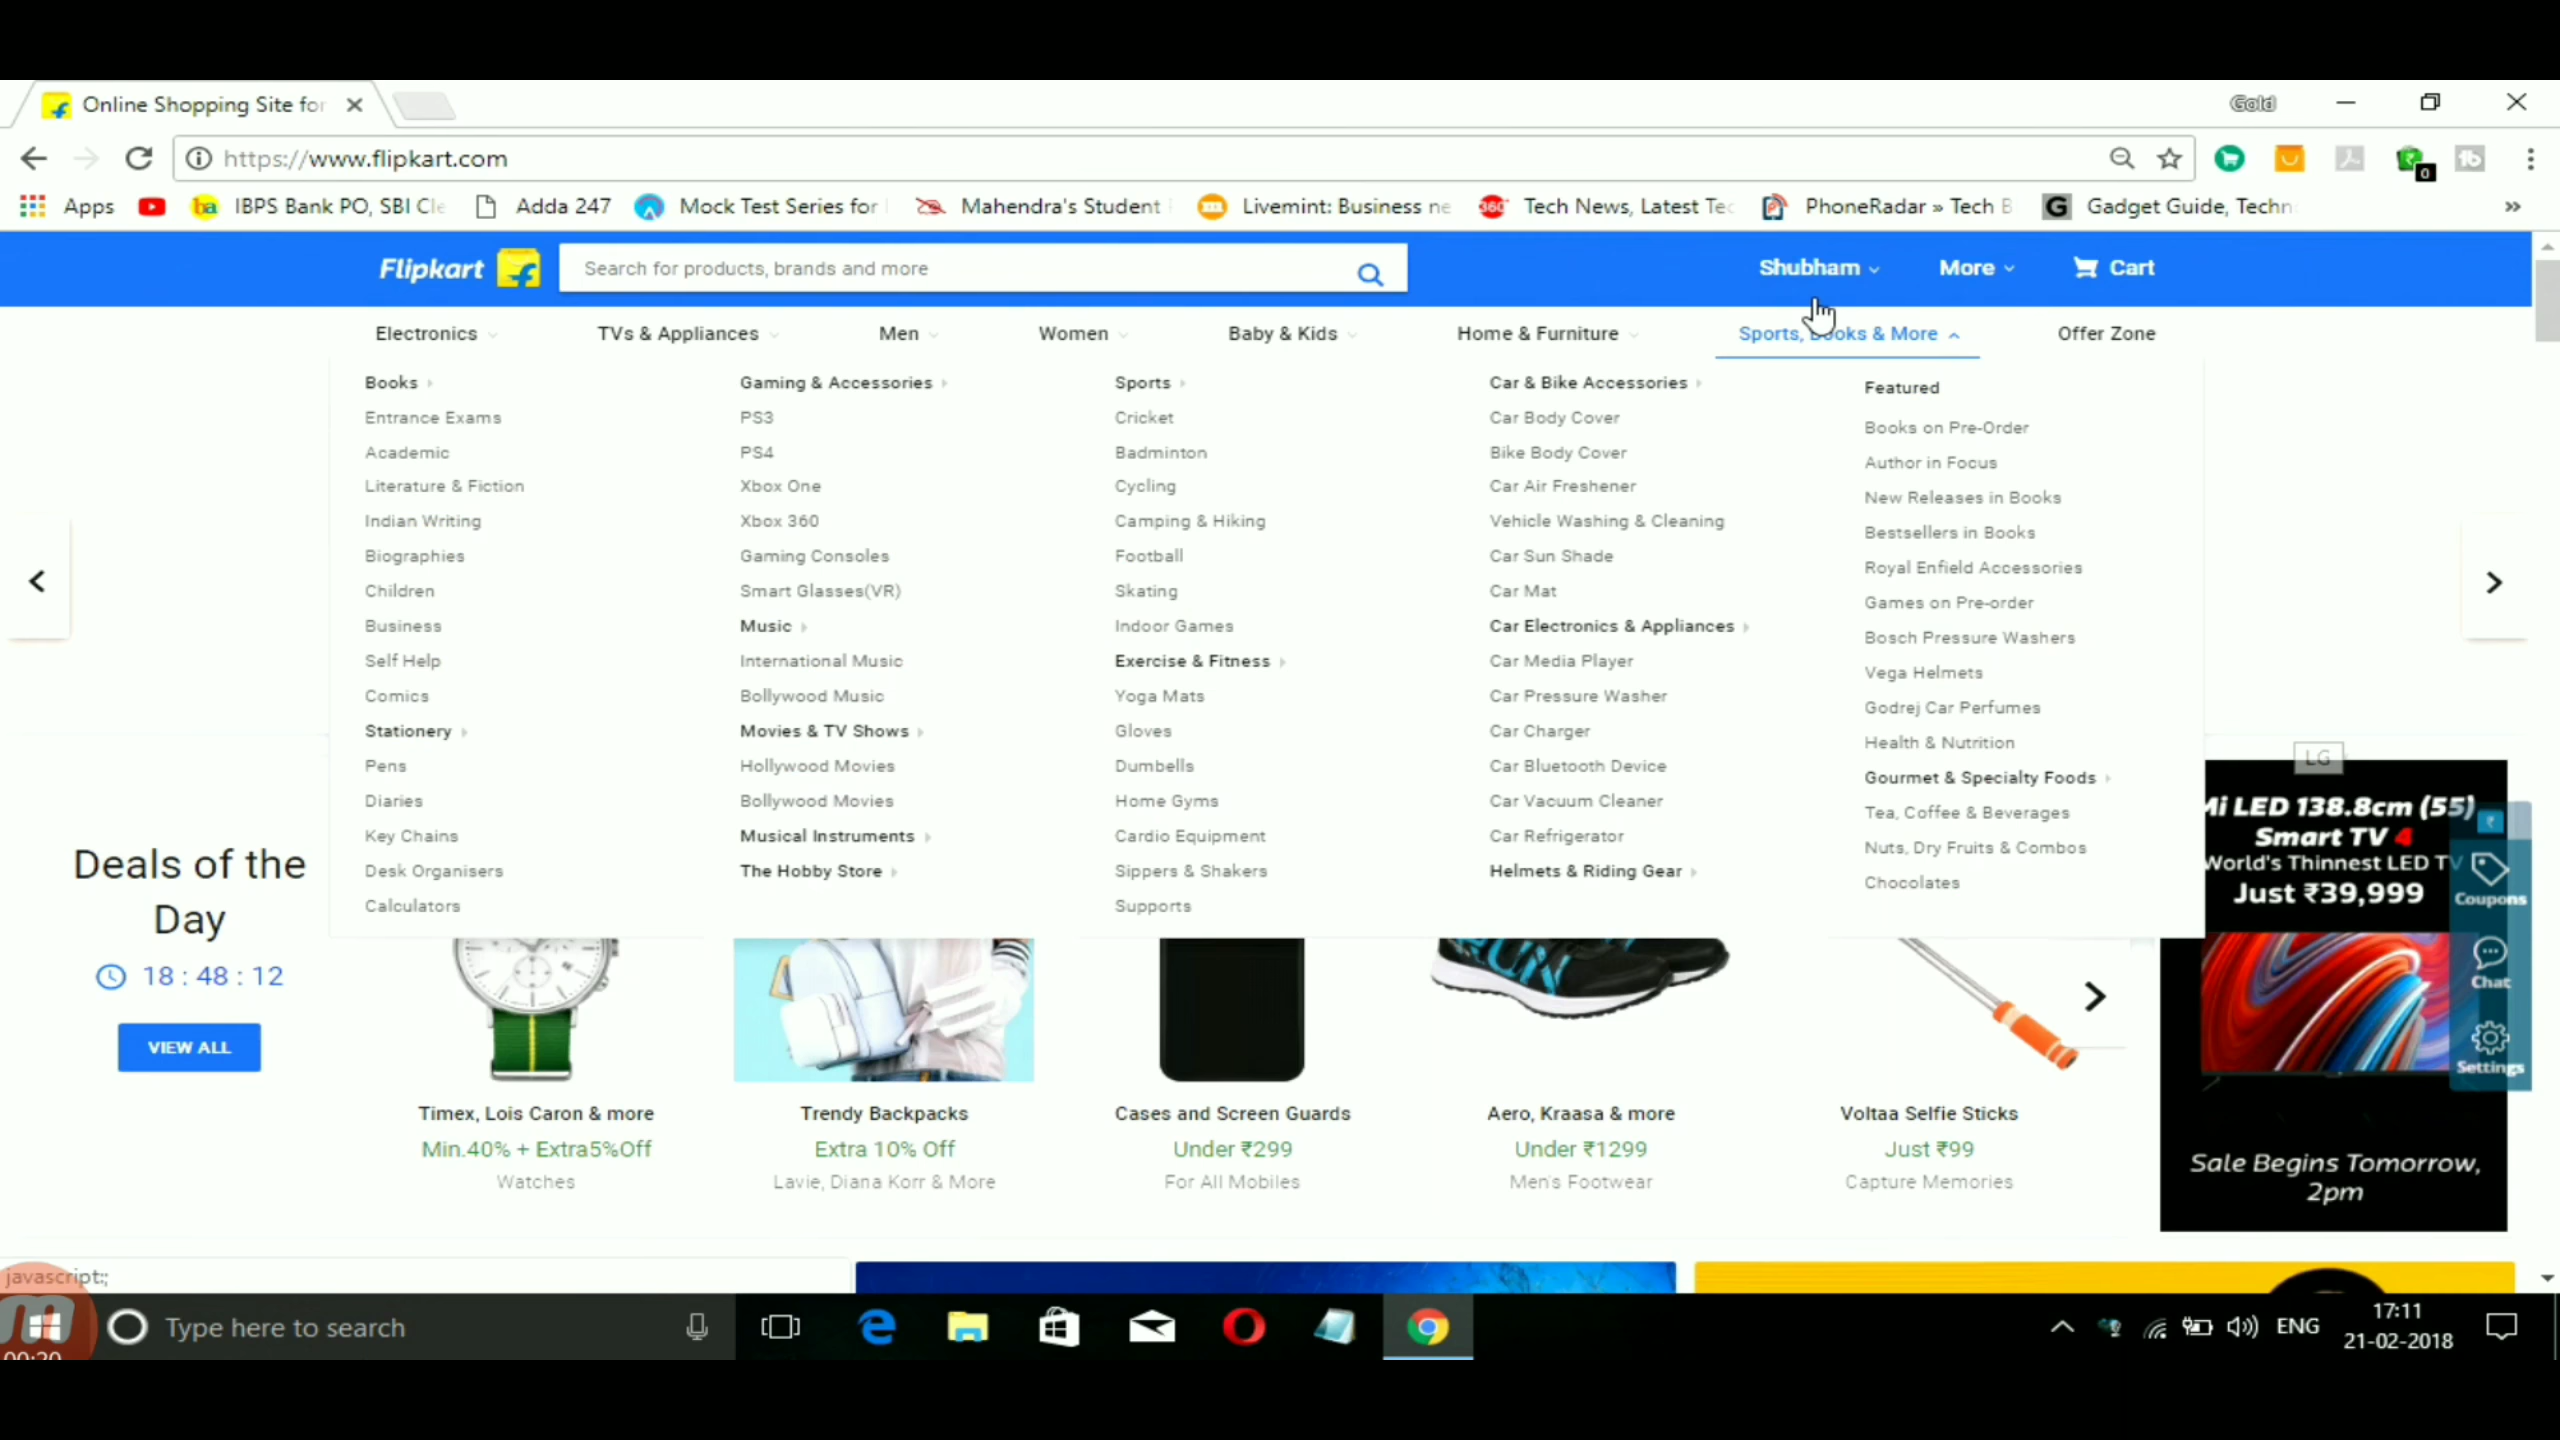 Online Shopping Site for
Gold
https://www.flipkart.com
0
Apps
ba
IBPS Bank PO, SBI Cle
Adda 247
Mock Test Series for
Mahendra's Student
Livemint: Business ne
360
Tech News, Latest Tec
PhoneRadar » Tech B
G
Gadget Guide, Techn
Flipkart
Search for products, brands and more
Shubham
More
Cart
Electronics
TVs & Appliances
Men
Women
Baby & Kids
Home & Furniture
Sports, Books & More
Offer Zone
Books
Entrance Exams
Academic
Literature & Fiction
Indian Writing
Biographies
Children
Business
Self Help
Comics
Stationery
Pens
Diaries
Key Chains
Desk Organisers
Calculators
Gaming & Accessories
PS3
PS4
Xbox One
Xbox 360
Gaming Consoles
Smart Glasses(VR)
Music
International Music
Bollywood Music
Movies & TV Shows
Hollywood Movies
Bollywood Movies
Musical Instruments
The Hobby Store
Sports
Cricket
Badminton
Cycling
Camping & Hiking
Football
Skating
Indoor Games
Exercise & Fitness
Yoga Mats
Gloves
Dumbells
Home Gyms
Cardio Equipment
Sippers & Shakers
Supports
Car & Bike Accessories
Car Body Cover
Bike Body Cover
Car Air Freshener
Vehicle Washing & Cleaning
Car Sun Shade
Car Mat
Car Electronics & Appliances
Car Media Player
Car Pressure Washer
Car Charger
Car Bluetooth Device
Car Vacuum Cleaner
Car Refrigerator
Helmets & Riding Gear
Featured
Books on Pre-Order
Author in Focus
New Releases in Books
Bestsellers in Books
Royal Enfield Accessories
Games on Pre-order
Bosch Pressure Washers
Vega Helmets
Godrej Car Perfumes
Health & Nutrition
Gourmet & Specialty Foods
Tea, Coffee & Beverages
Nuts, Dry Fruits & Combos
Chocolates
Deals of the
Day
18 : 48 : 12
VIEW ALL
LG
Mi LED 138.8cm (55)
Smart TV 4
World's Thinnest LED TV
Just ₹39,999
Coupons
Chat
Settings
Sale Begins Tomorrow,
2pm
Timex, Lois Caron & more
Min.40% + Extra5%Off
Watches
Trendy Backpacks
Extra 10% Off
Lavie, Diana Korr & More
Cases and Screen Guards
Under ₹299
For All Mobiles
Aero, Kraasa & more
Under ₹1299
Men's Footwear
Voltaa Selfie Sticks
Just ₹99
Capture Memories
javascript:;
Type here to search
ENG
17:11
21-02-2018